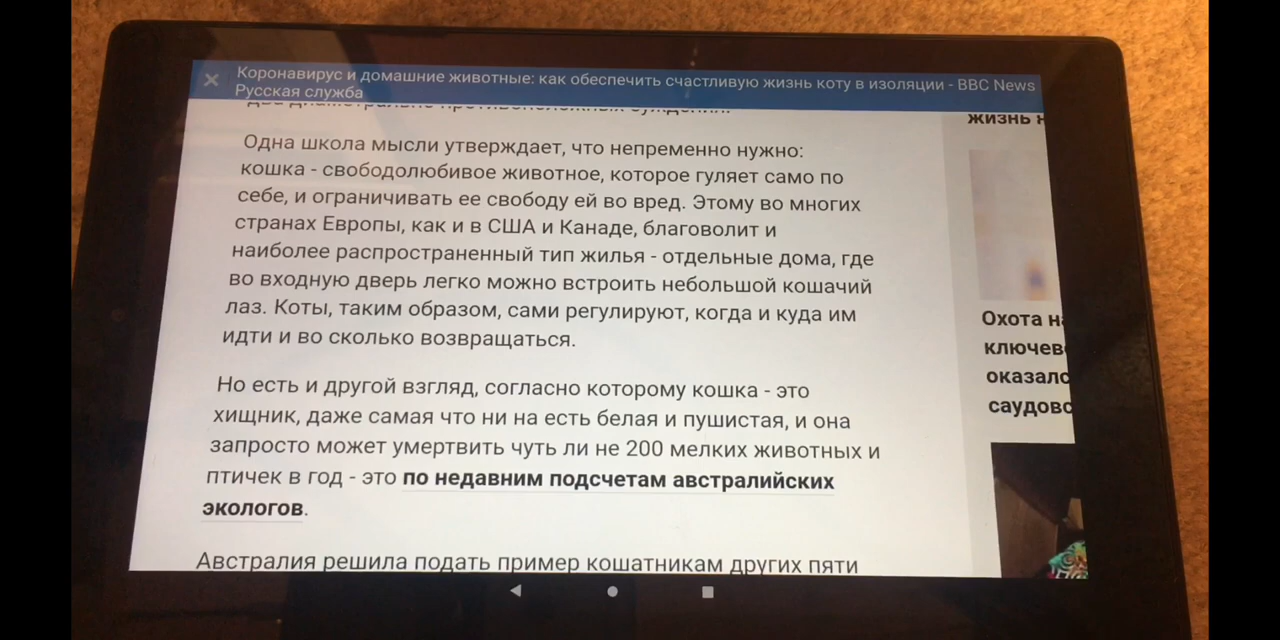 Коронавирус и домашние животные: как обеспечить счастливую жизнь коту в изоляции - BBC News
Русская служба
Одна школа мысли утверждает, что непременно нужно:
кошка - свободолюбивое животное, которое гуляет само по
себе, и ограничивать ее свободу ей во вред. Этому во многих
странах Европы, как и в США и Канаде, благоволит и
наиболее распространенный тип жилья - отдельные дома, где
во входную дверь легко можно встроить небольшой кошачий
лаз. Коты, таким образом, сами регулируют, когда и куда им
идти и во сколько возвращаться.
Но есть и другой взгляд, согласно которому кошка - это
хищник, даже самая что ни на есть белая и пушистая, и она
запросто может умертвить чуть ли не 200 мелких животных и
птичек в год - это по недавним подсчетам австралийских
экологов.
Австралия решила подать пример кошатникам других пяти
жизнь
Охота
ключев
оказал
саудов